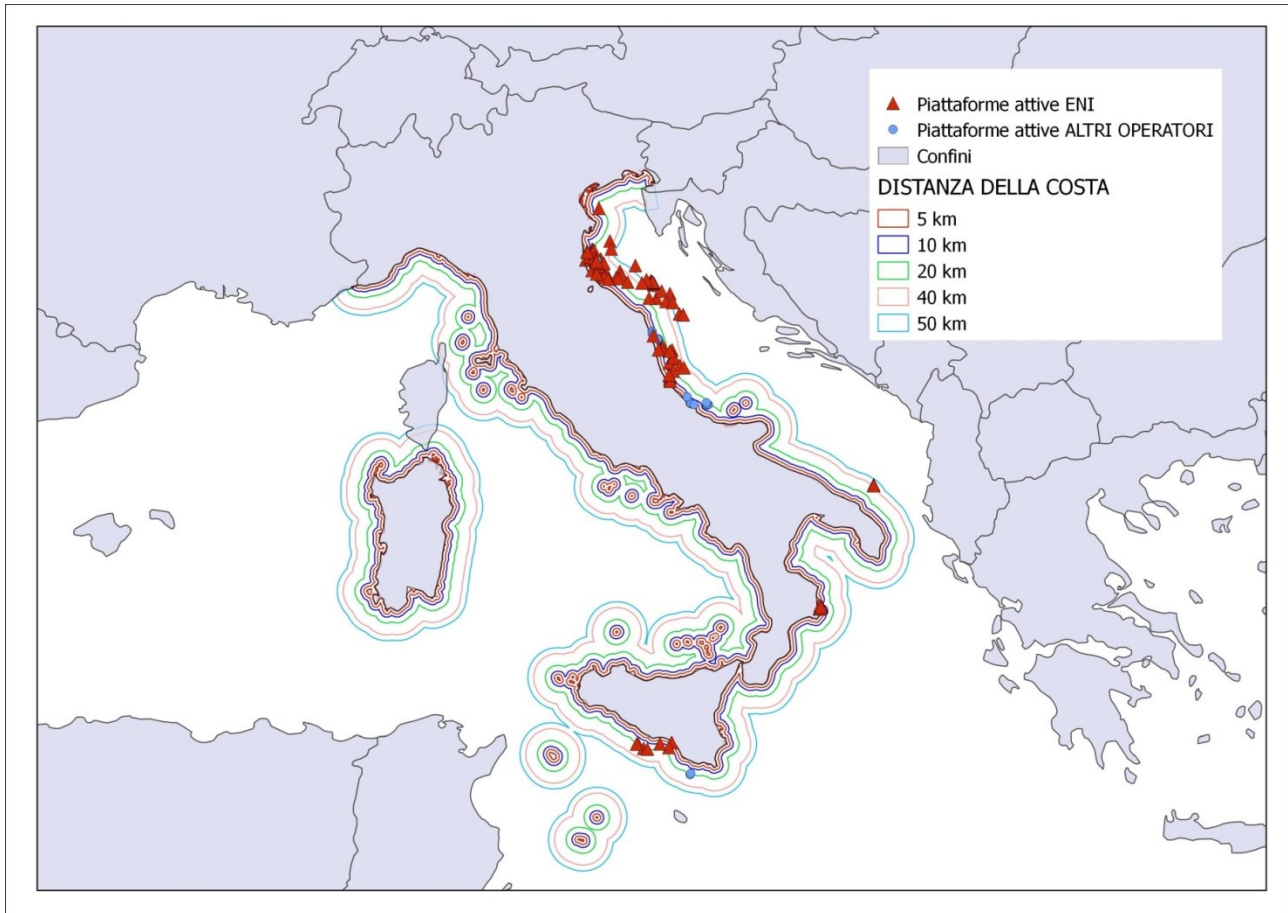 Piattaforme attive ENI
Piattaforme attive ALTRI OPERATORI
Confini
DISTANZA DELLA COSTA
5 km
10 km
20 km
40 km
50 km